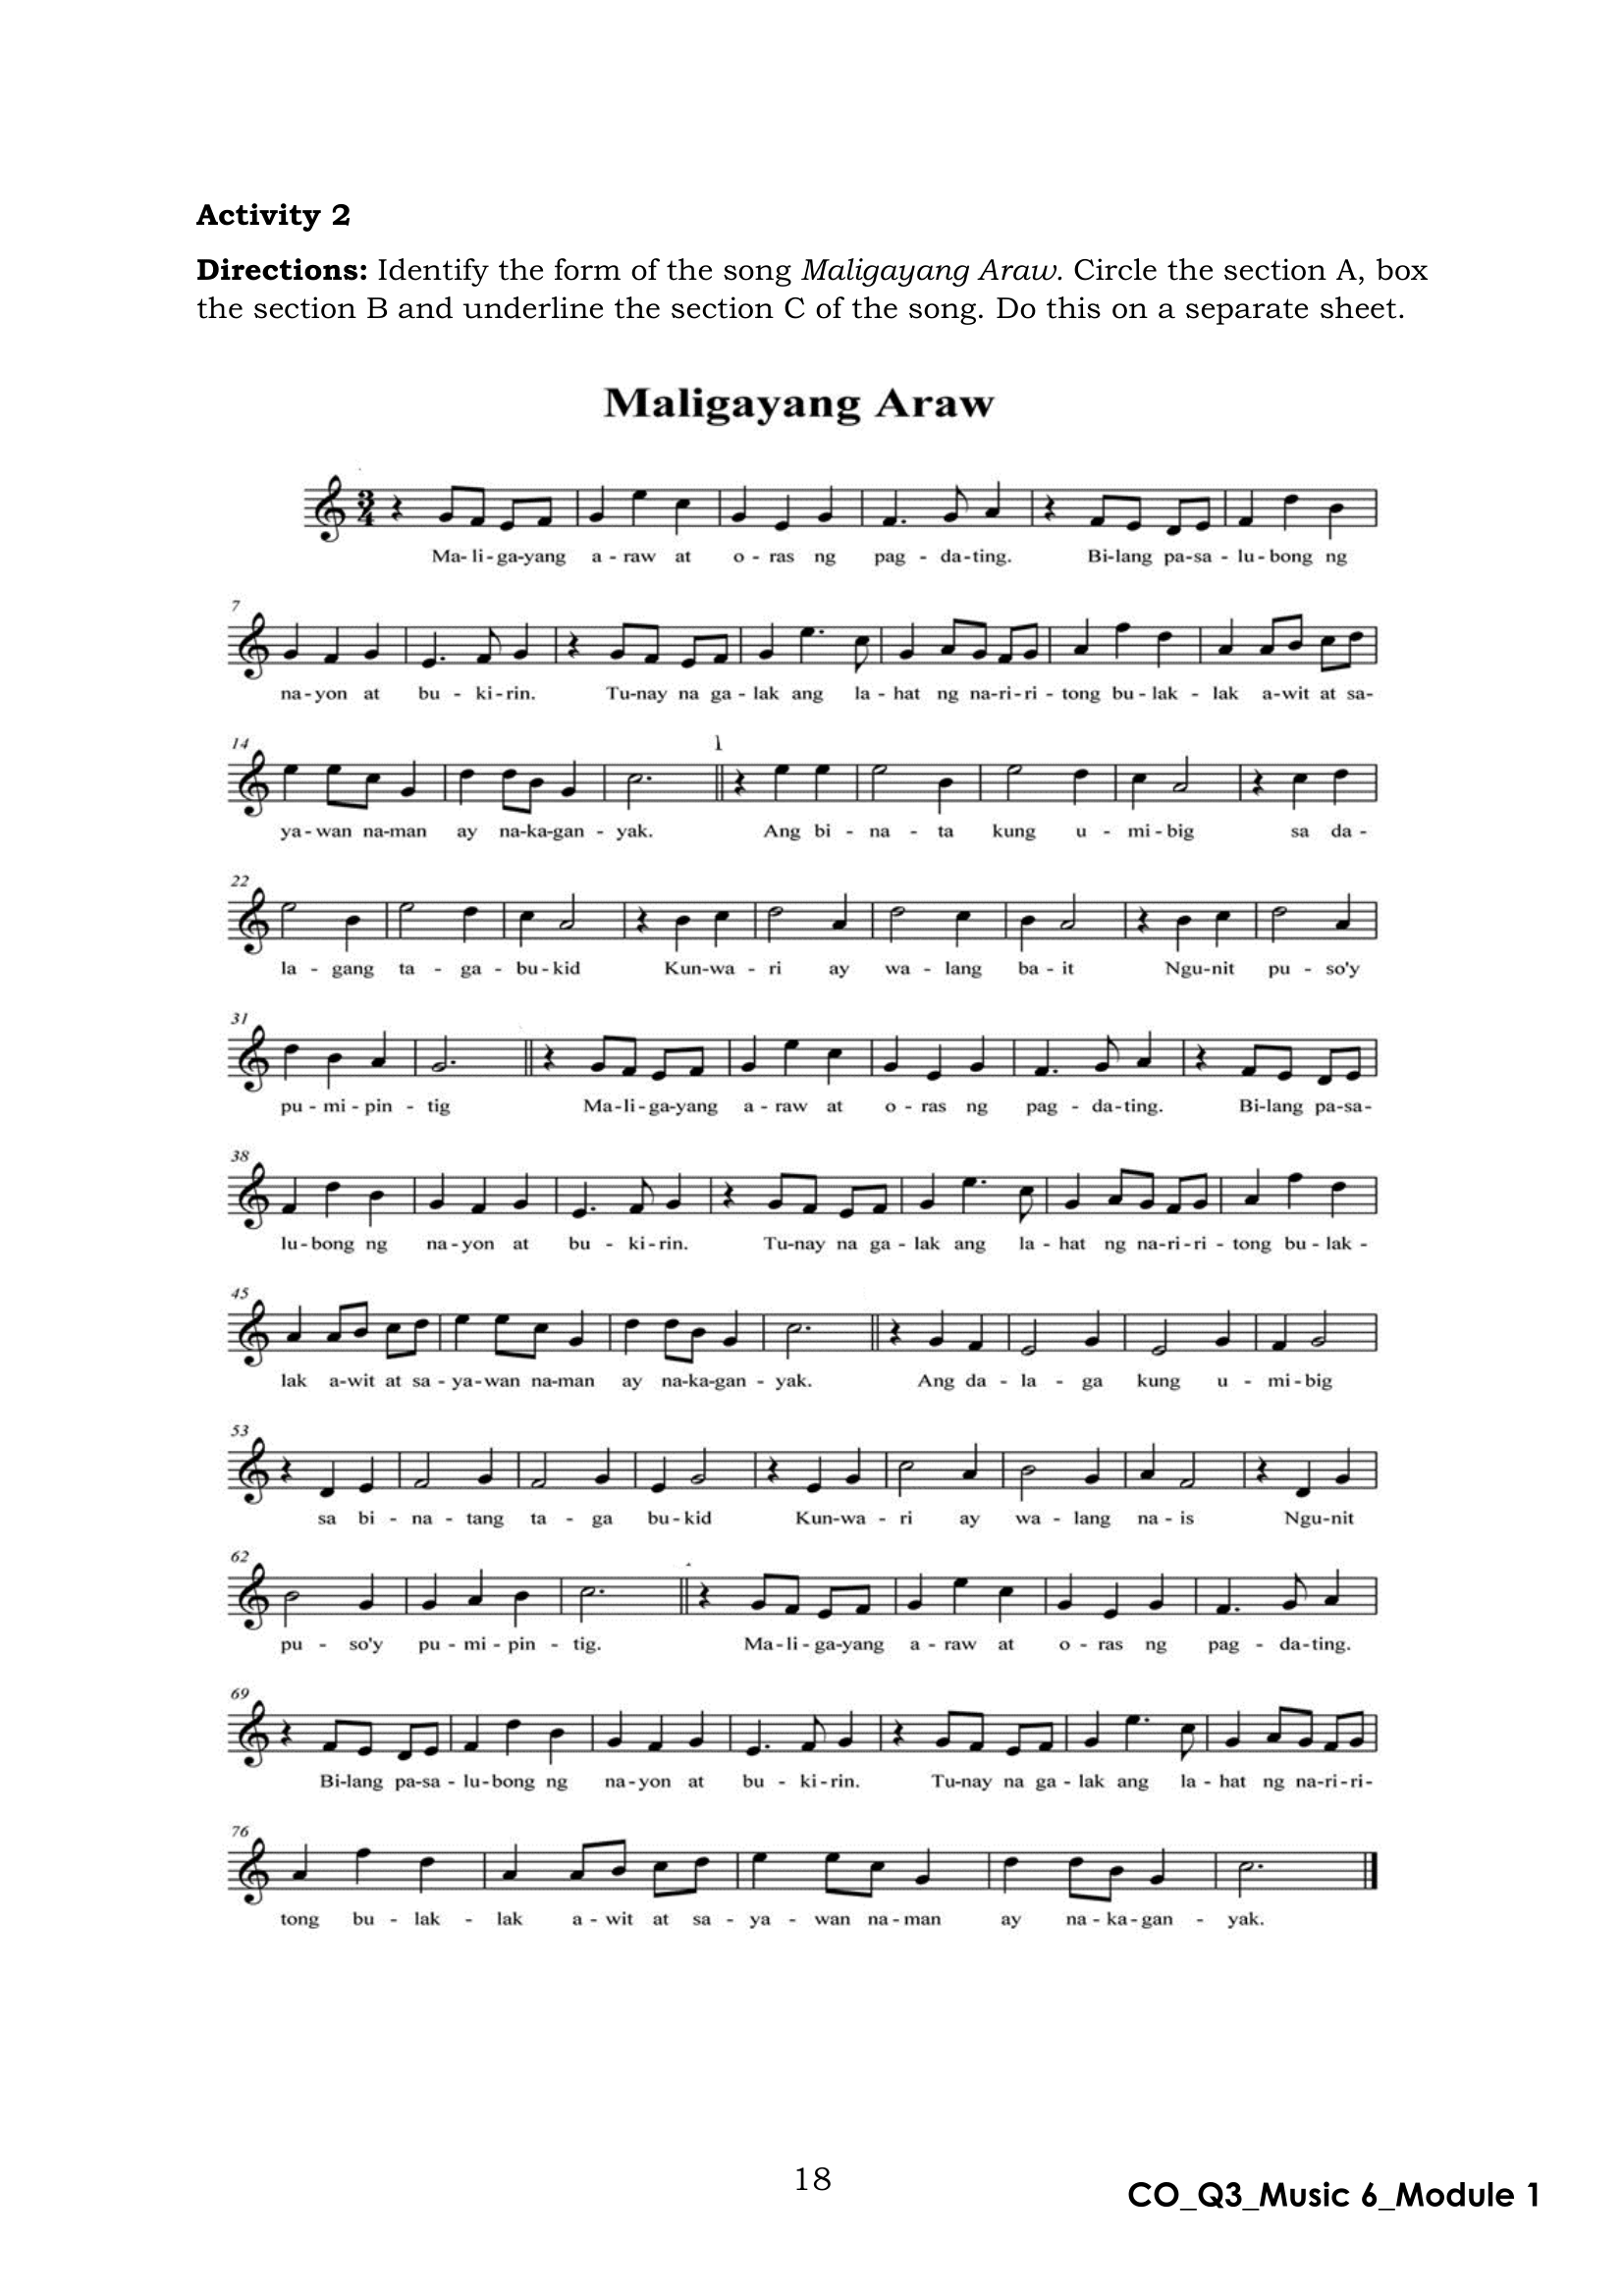 Activity 2
Directions: Identify the form of the song Maligayang Araw. Circle the section A, box
the section B and underline the section C of the song. Do this on a separate sheet.
Maligayang Araw
3
4
Ma- li - ga-yang a - raw at o - ras ng pag - da - ting. Bi-lang pa-sa - lu - bong ng
7
na - yon at bu - ki - rin. Tu-nay na ga - lak ang la - hat ng na-ri-ri - tong bu - lak - lak a-wit at sa-
14
ya - wan na-man ay na-ka-gan - yak. Ang bi - na - ta kung u - mi - big sa da -
22
la - gang ta - ga - bu - kid Kun-wa - ri ay wa - lang ba - it Ngu-nit pu - so'y
31
pu - mi - pin - tig Ma-li-ga-yang a - raw at o - ras ng pag - da-ting. Bi-lang pa-sa-
38
lu - bong ng na - yon at bu - ki - rin. Tu-nay na ga - lak ang la - hat ng na-ri-ri - tong bu - lak -
45
lak a-wit at sa - ya - wan na-man ay na-ka-gan - yak. Ang da - la - ga kung u - mi - big
53
sa bi - na - tang ta - ga bu - kid Kun-wa - ri ay wa - lang na - is Ngu-nit
62
pu - so'y pu - mi - pin - tig. Ma-li-ga-yang a - raw at o - ras ng pag - da-ting.
69
Bi-lang pa-sa - lu - bong ng na - yon at bu - ki - rin. Tu-nay na ga - lak ang la - hat ng na-ri-ri-
76
tong bu - lak - lak a - wit at sa - ya - wan na - man ay na - ka - gan - yak.
18
CO_Q3_Music 6_Module 1